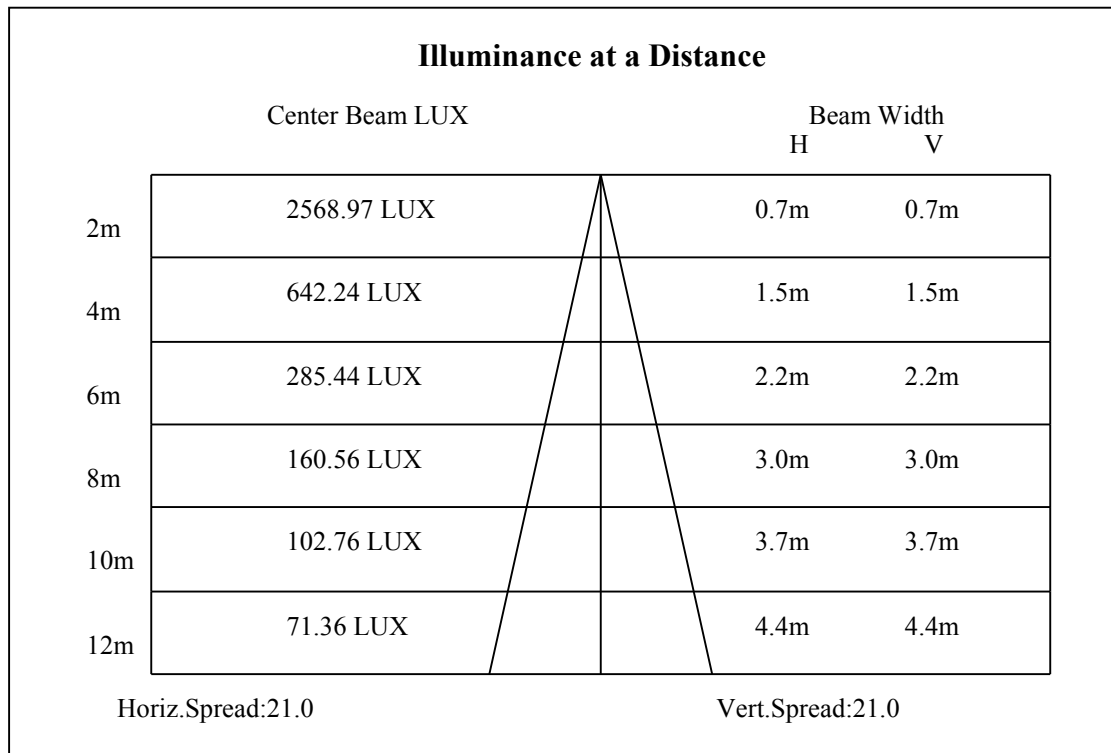 Illuminance at a Distance
Center Beam LUX Beam Width
H V
2m 2568.97 LUX 0.7m 0.7m
4m 642.24 LUX 1.5m 1.5m
6m 285.44 LUX 2.2m 2.2m
8m 160.56 LUX 3.0m 3.0m
10m 102.76 LUX 3.7m 3.7m
12m 71.36 LUX 4.4m 4.4m
Horiz.Spread:21.0 Vert.Spread:21.0